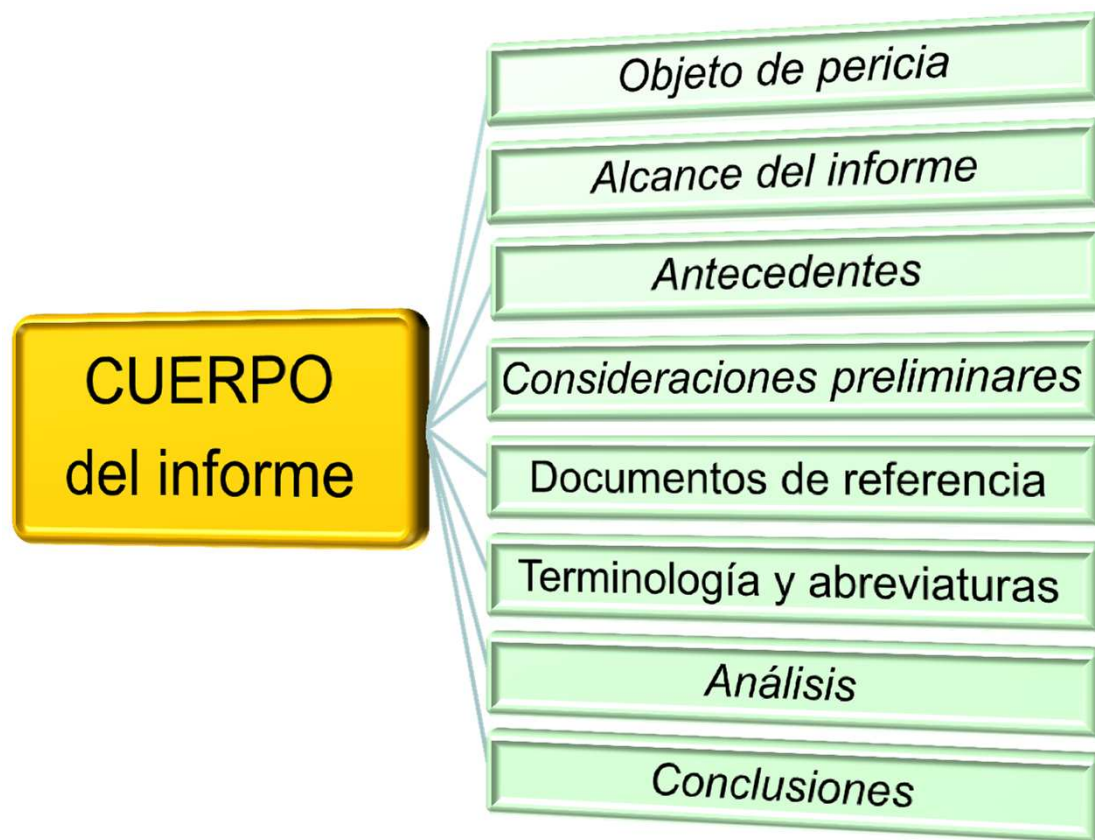 CUERPO
del informe
Objeto de pericia
Alcance del informe
Antecedentes
Consideraciones preliminares
Documentos de referencia
Terminología y abreviaturas
Análisis
Conclusiones